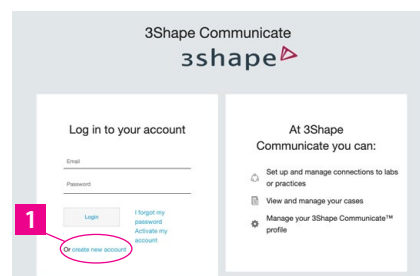 3Shape Communicate
3shape
Log in to your account
Email
Password
Login
I forgot my
password
Activate my
account
1
Or create new account
At 3Shape
Communicate you can:
Set up and manage connections to labs
or practices
View and manage your cases
Manage your 3Shape Communicate™
profile